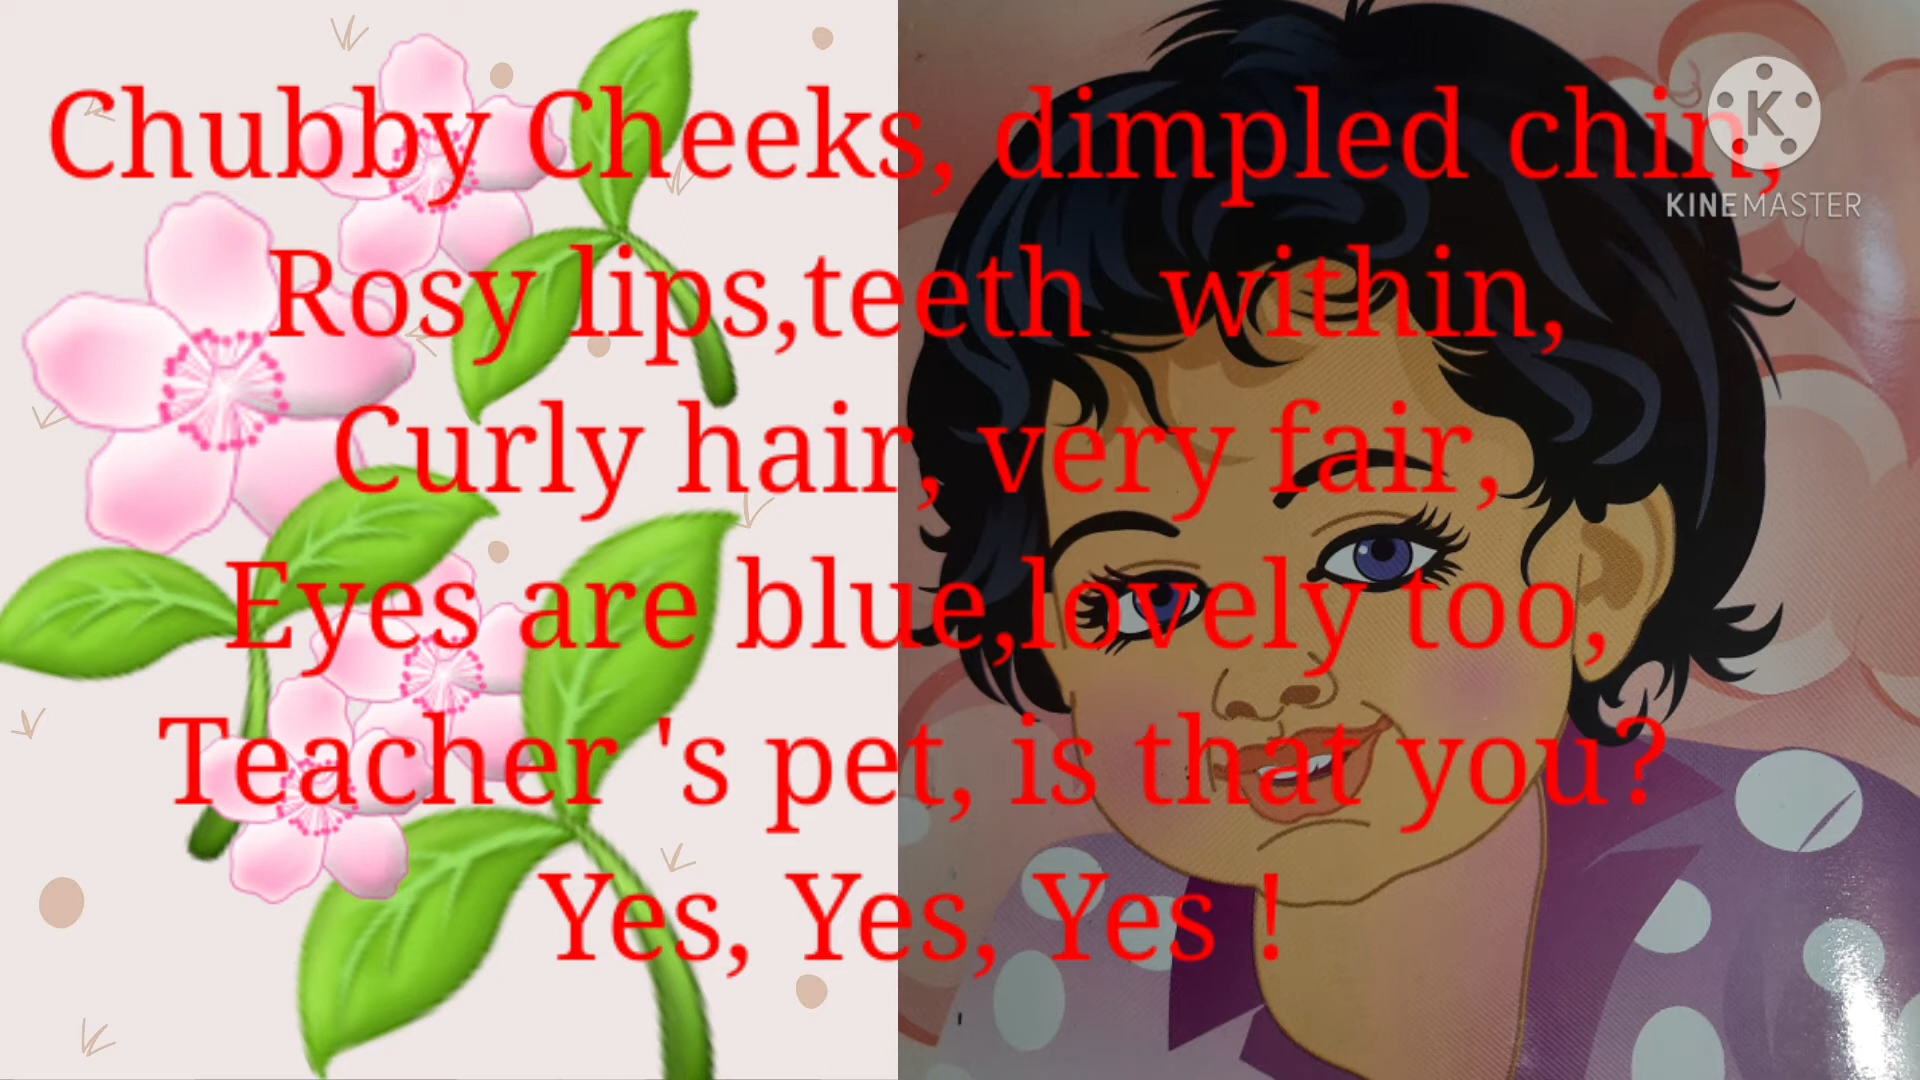 Chubby Cheeks, dimpled chin,
Rosy lips,teeth within,
Curly hair, very fair,
Eyes are blue,lovely too,
Teacher 's pet, is that you?
Yes, Yes, Yes !
K
KINEMASTER